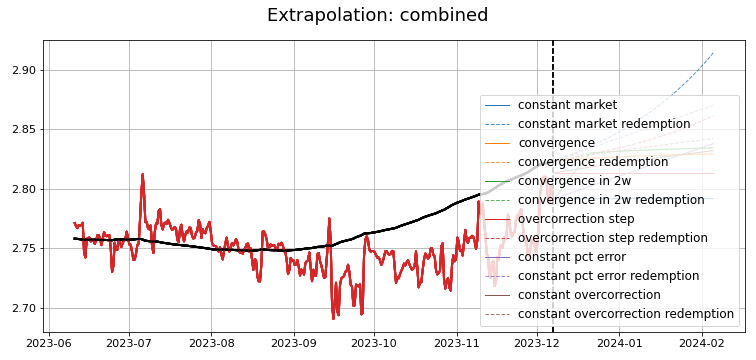 Extrapolation: combined
2.90
2.85
2.80
2.75
2.70
constant market
constant market redemption
convergence
convergence redemption
convergence in 2w
convergence in 2w redemption
overcorrection step
overcorrection step redemption
constant pct error
constant pct error redemption
constant overcorrection
constant overcorrection redemption
2023-06 2023-07 2023-08 2023-09 2023-10 2023-11 2023-12 2024-01 2024-02